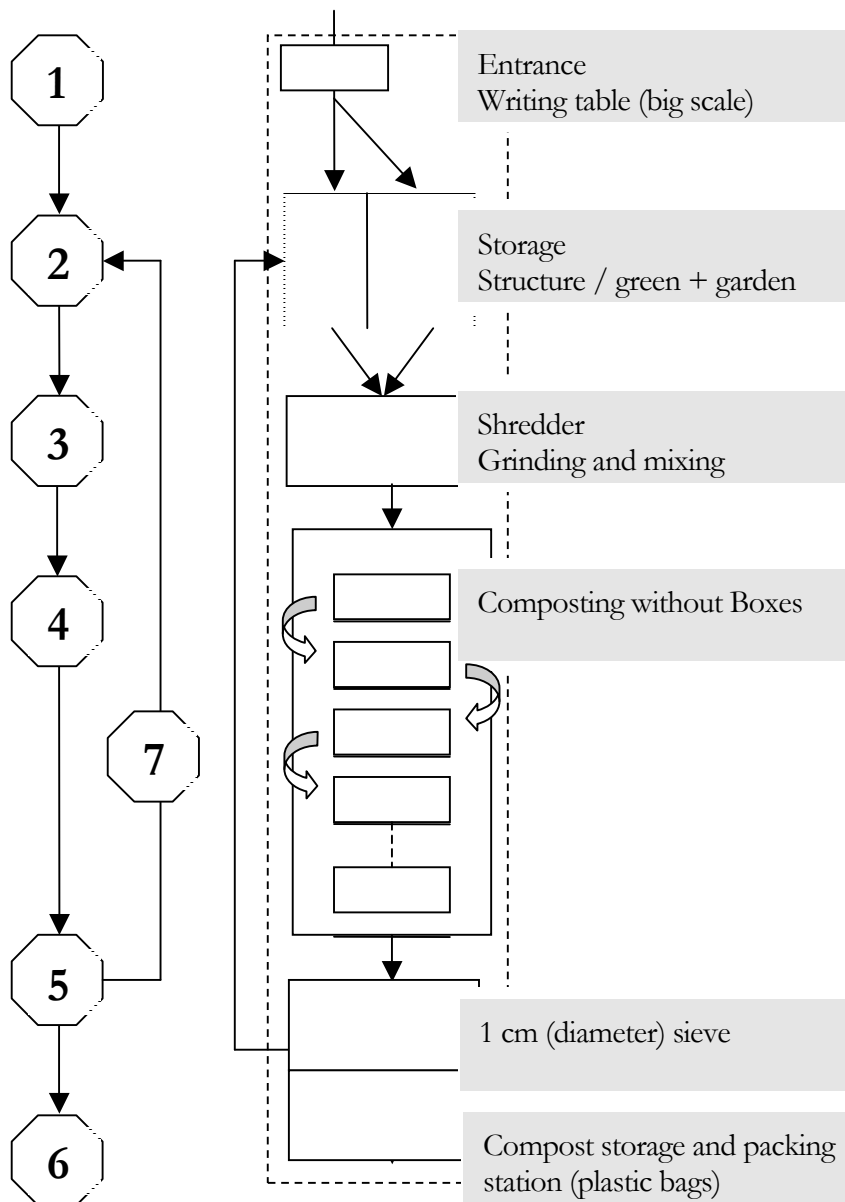 1
Entrance
Writing table (big scale)
2
Storage
Structure / green + garden
3
Shredder
Grinding and mixing
4
Composting without Boxes
7
5
1 cm (diameter) sieve
6
Compost storage and packing
station (plastic bags)